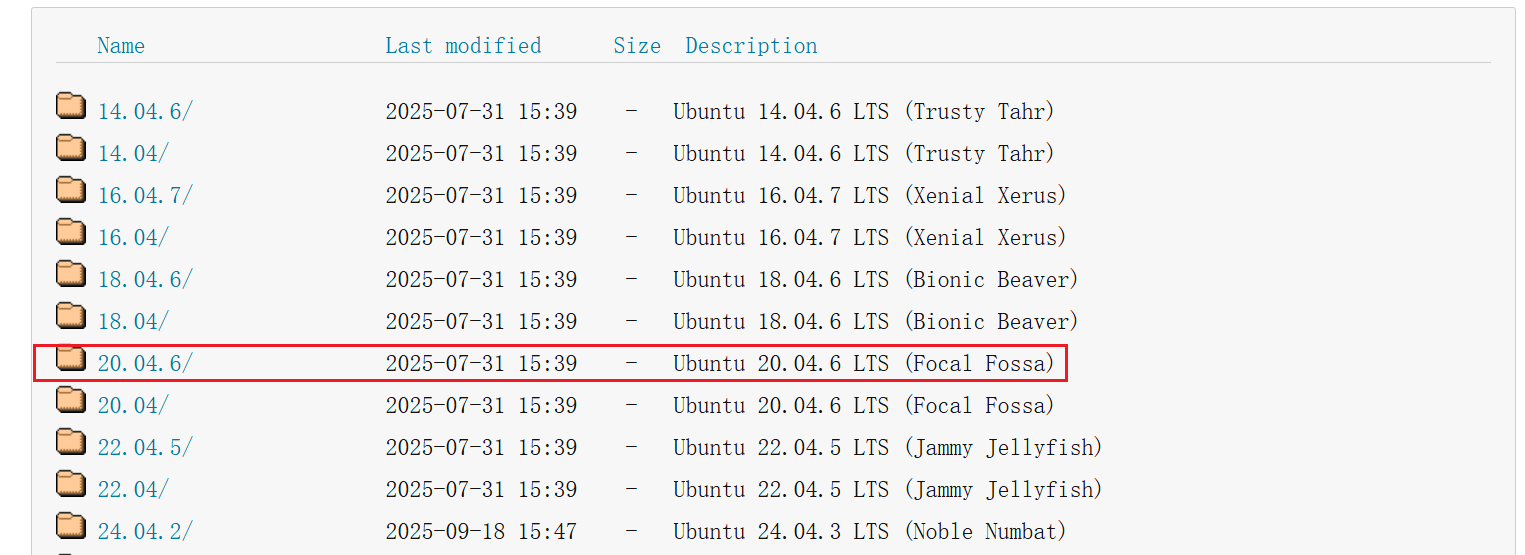 Name Last modified Size Description
14.04.6/ 2025-07-31 15:39 - Ubuntu 14.04.6 LTS (Trusty Tahr)
14.04/ 2025-07-31 15:39 - Ubuntu 14.04.6 LTS (Trusty Tahr)
16.04.7/ 2025-07-31 15:39 - Ubuntu 16.04.7 LTS (Xenial Xerus)
16.04/ 2025-07-31 15:39 - Ubuntu 16.04.7 LTS (Xenial Xerus)
18.04.6/ 2025-07-31 15:39 - Ubuntu 18.04.6 LTS (Bionic Beaver)
18.04/ 2025-07-31 15:39 - Ubuntu 18.04.6 LTS (Bionic Beaver)
20.04.6/ 2025-07-31 15:39 - Ubuntu 20.04.6 LTS (Focal Fossa)
20.04/ 2025-07-31 15:39 - Ubuntu 20.04.6 LTS (Focal Fossa)
22.04.5/ 2025-07-31 15:39 - Ubuntu 22.04.5 LTS (Jammy Jellyfish)
22.04/ 2025-07-31 15:39 - Ubuntu 22.04.5 LTS (Jammy Jellyfish)
24.04.2/ 2025-09-18 15:47 - Ubuntu 24.04.3 LTS (Noble Numbat)